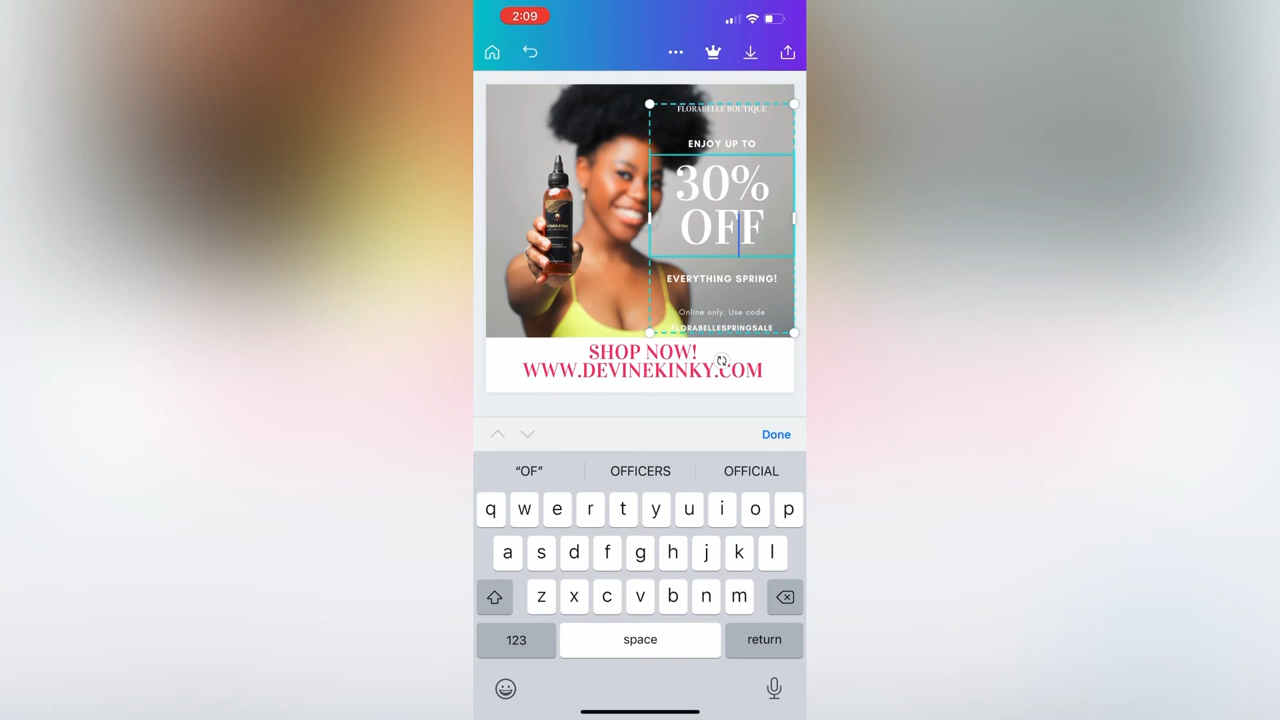 2:09
FLORABELLE BOUTIQUE
ENJOY UP TO
30%
OFF
EVERYTHING SPRING!
Online only. Use code
FLORABELLESPRINGSALE
SHOP NOW!
WWW.DEVINEKINKY.COM
Done
“OF” OFFICERS OFFICIAL
q w e r t y u i o p
a s d f g h j k l
z x c v b n m
123 space return